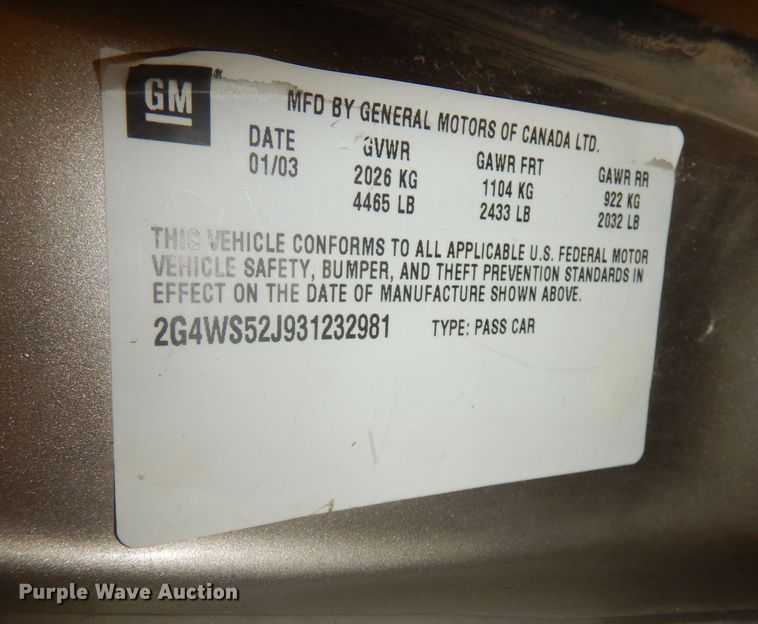 GM
MFD BY GENERAL MOTORS OF CANADA LTD.
DATE GVWR GAWR FRT GAWR RR
01/03 2026 KG 1104 KG 922 KG
4465 LB 2433 LB 2032 LB
THIS VEHICLE CONFORMS TO ALL APPLICABLE U.S. FEDERAL MOTOR
VEHICLE SAFETY, BUMPER, AND THEFT PREVENTION STANDARDS IN
EFFECT ON THE DATE OF MANUFACTURE SHOWN ABOVE.
2G4WS52J931232981 TYPE: PASS CAR
Purple Wave Auction